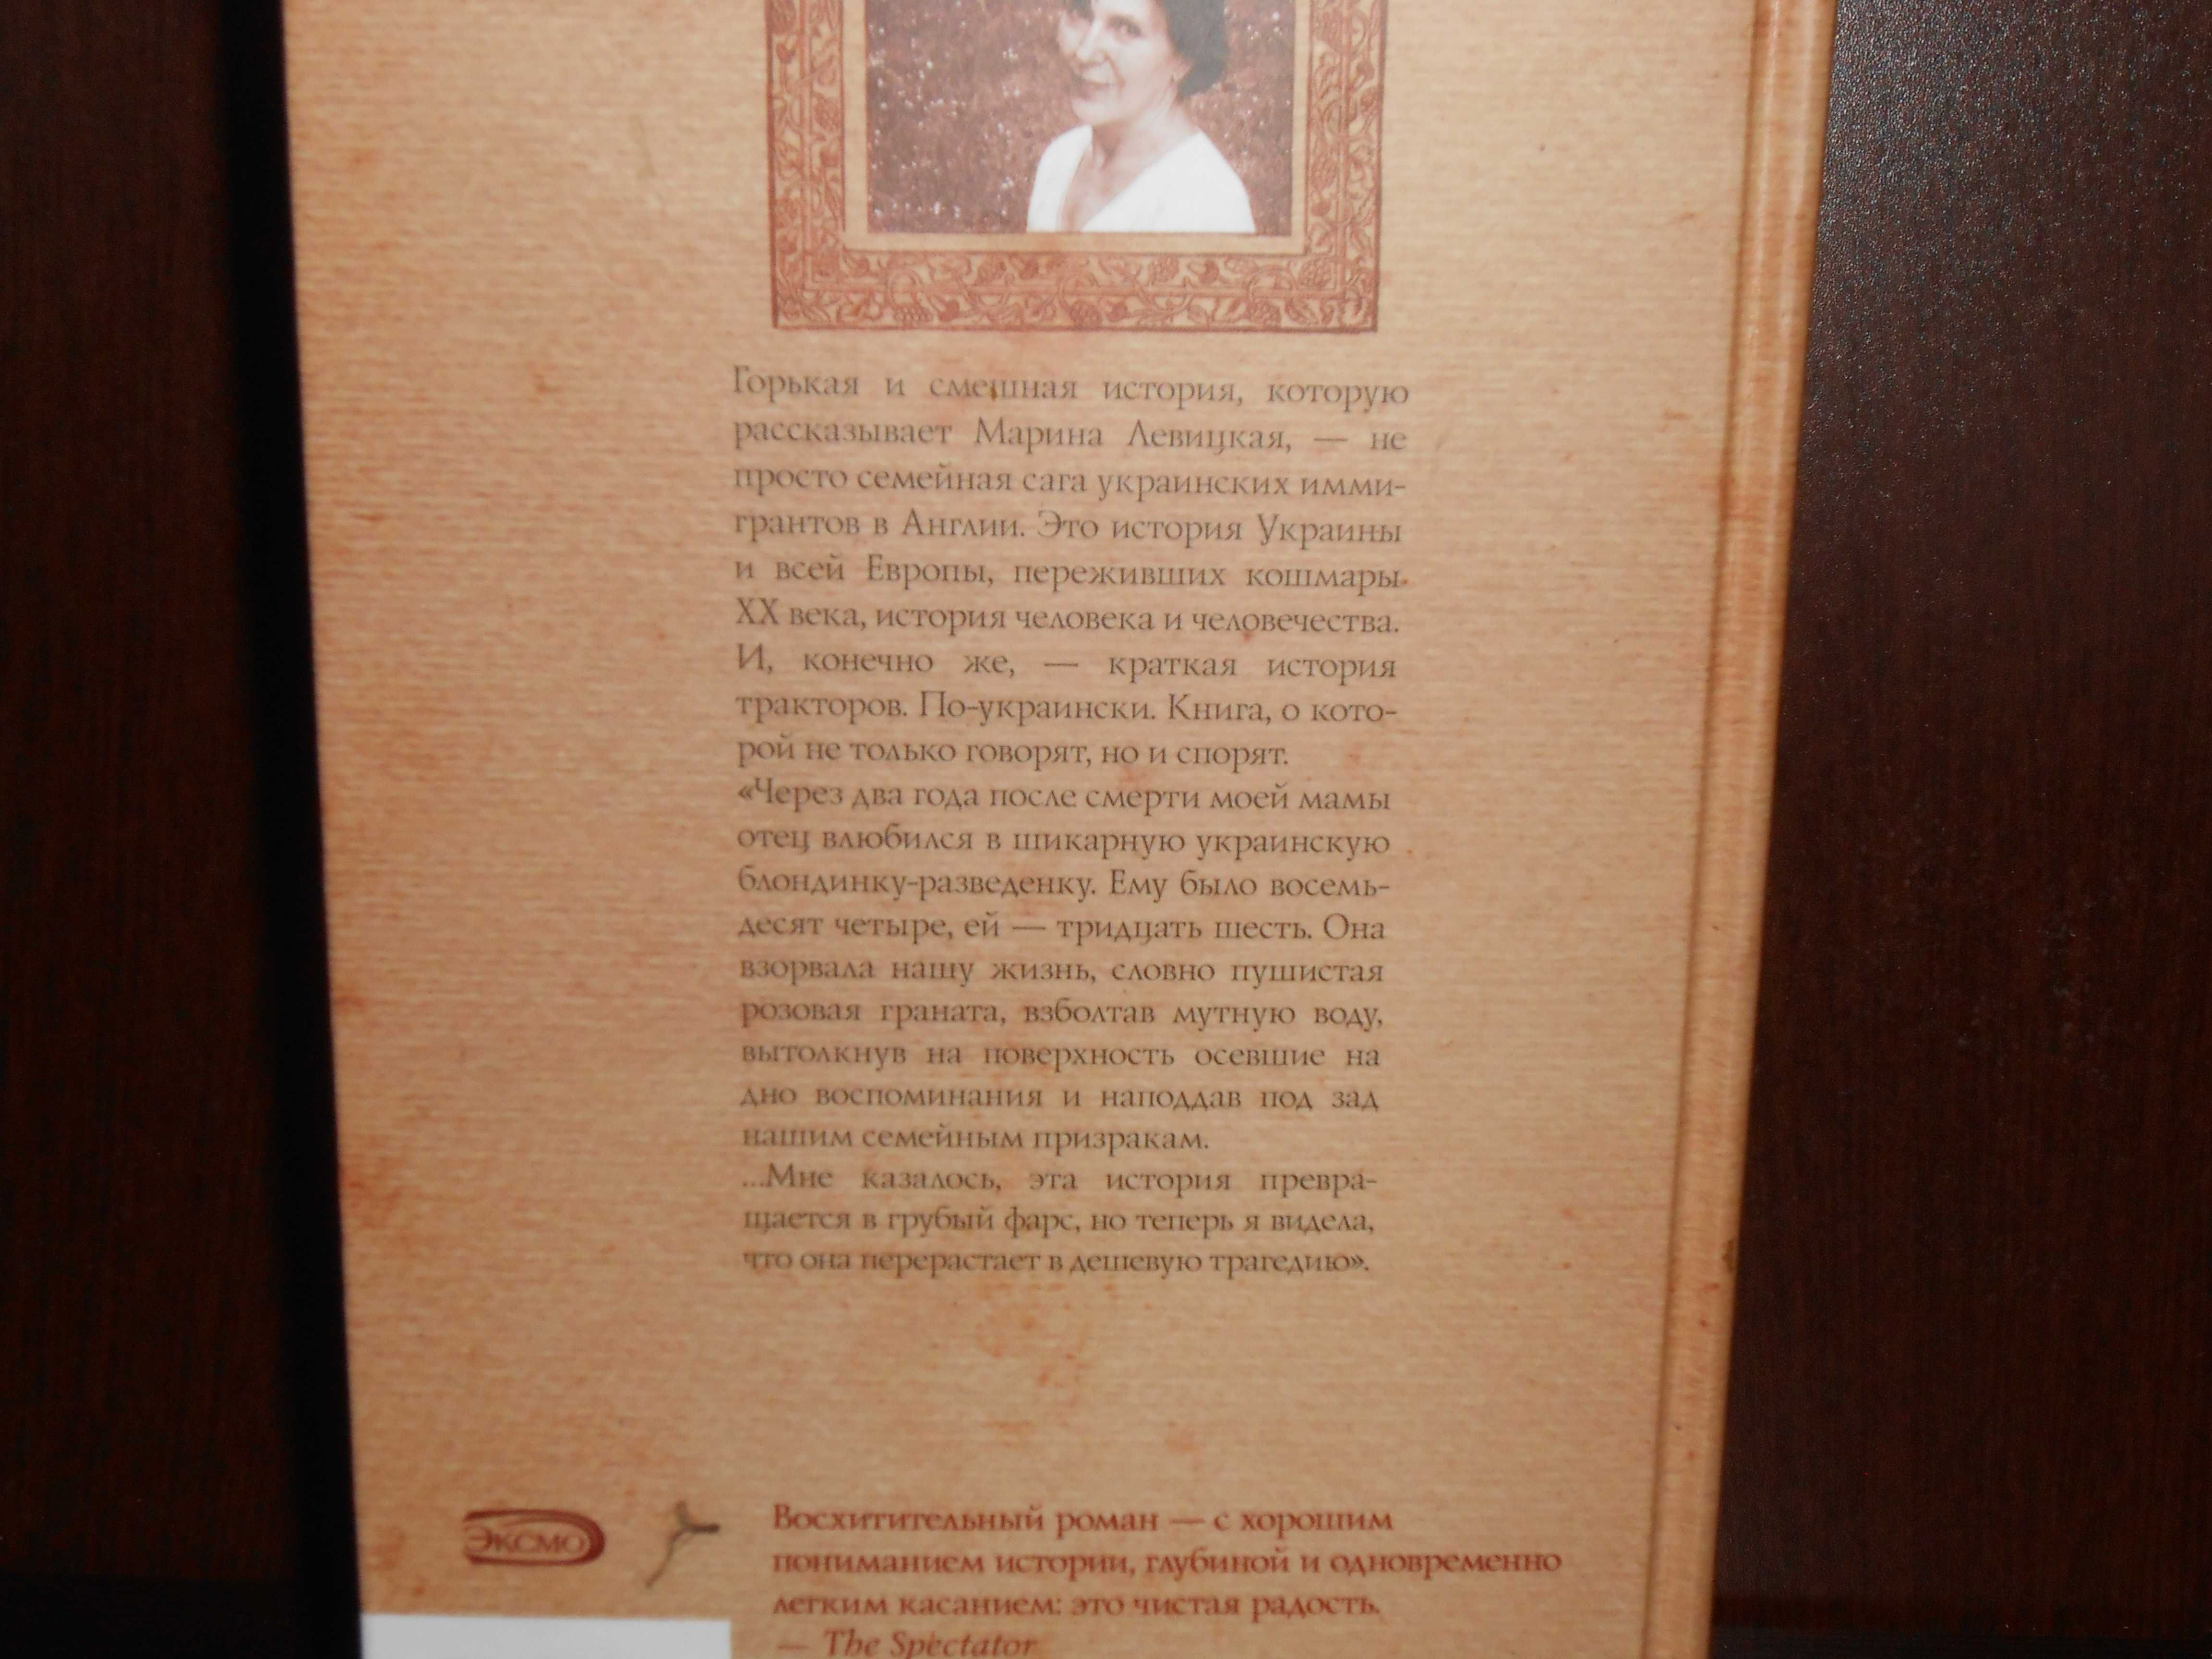 Горькая и смешная история, которую
рассказывает Марина Левицкая, — не
просто семейная сага украинских имми-
грантов в Англии. Это история Украины
и всей Европы, переживших кошмары
XX века, история человека и человечества.
И, конечно же, — краткая история
тракторов. По-украински. Книга, о кото-
рой не только говорят, но и спорят.
«Через два года после смерти моей мамы
отец влюбился в шикарную украинскую
блондинку-разведенку. Ему было восемь-
десят четыре, ей — тридцать шесть. Она
взорвала нашу жизнь, словно пушистая
розовая граната, взболтав мутную воду,
вытолкнув на поверхность осевшие на
дно воспоминания и наподдав под зад
нашим семейным призракам.
...Мне казалось, эта история превра-
щается в грубый фарс, но теперь я видела,
что она перерастает в дешевую трагедию».
ЭКСМО
Восхитительный роман — с хорошим
пониманием истории, глубиной и одновременно
легким касанием: это чистая радость.
— The Spectator